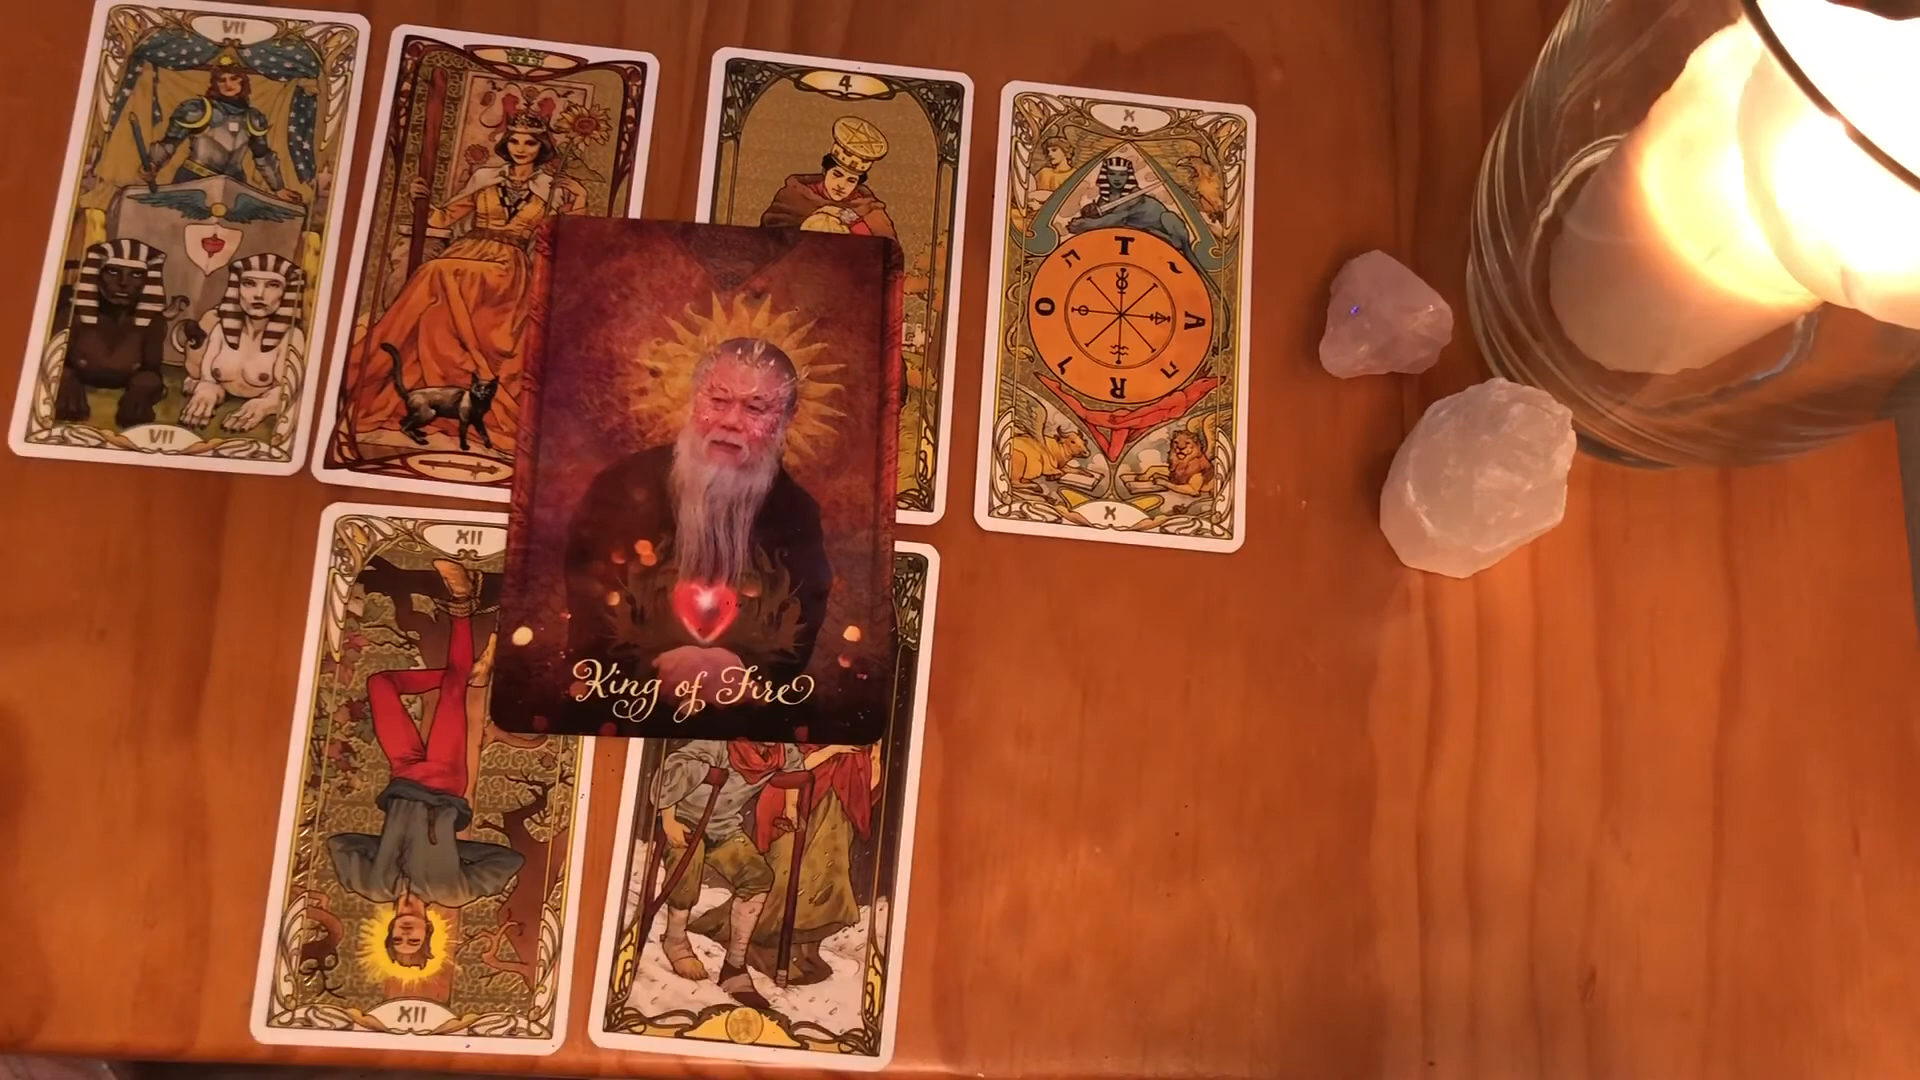 VII
4
X
T י A ה R ו O ה
VII
X
XII
King of Fire
XII